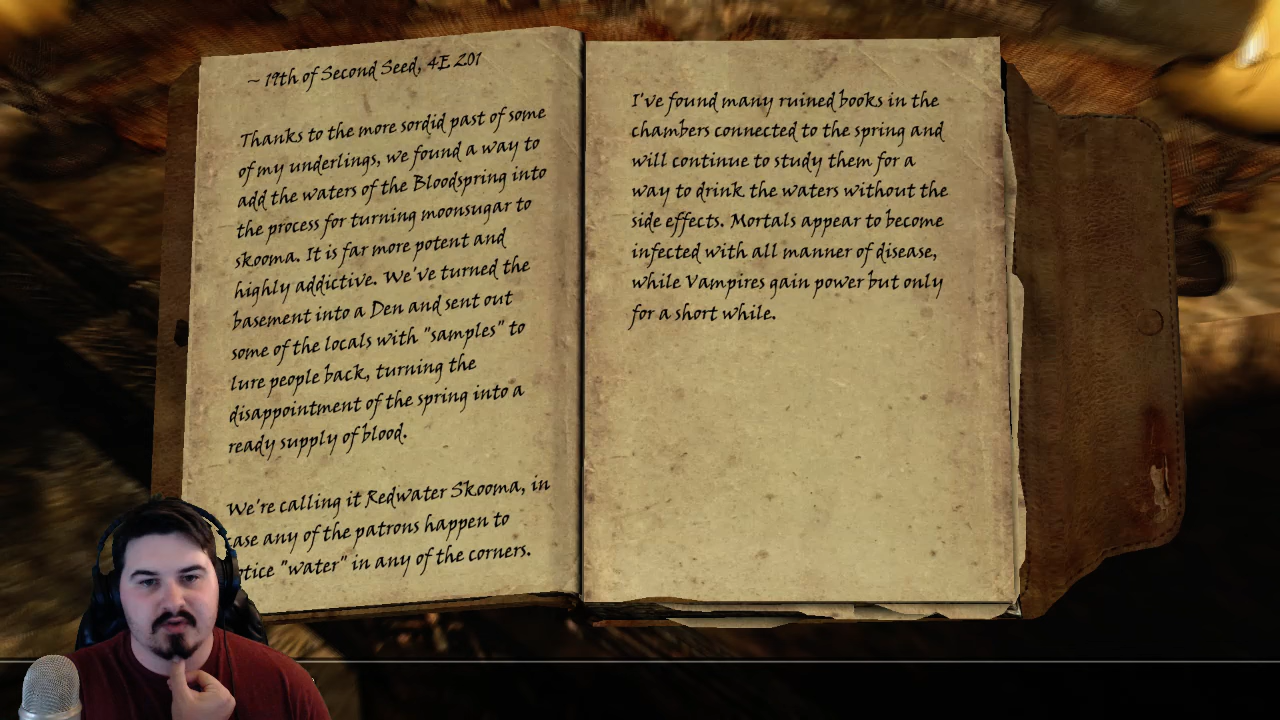 ~ 19th of Second Seed, 4E 201
Thanks to the more sordid past of some
of my underlings, we found a way to
add the waters of the Bloodspring into
the process for turning moonsugar to
skooma. It is far more potent and
highly addictive. We've turned the
basement into a Den and sent out
some of the locals with "samples" to
lure people back, turning the
disappointment of the spring into a
ready supply of blood.
We're calling it Redwater Skooma, in
case any of the patrons happen to
otice "water" in any of the corners.
I've found many ruined books in the
chambers connected to the spring and
will continue to study them for a
way to drink the waters without the
side effects. Mortals appear to become
infected with all manner of disease,
while Vampires gain power but only
for a short while.